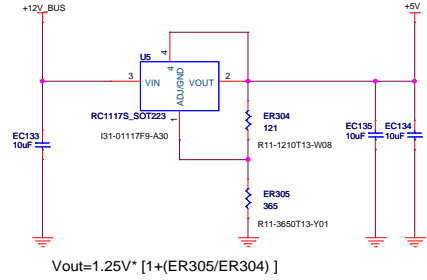 +12V_BUS
+5V
U5
4
4
3
VIN
VOUT
2
ADJ/GND
1
RC1117S_SOT223
I31-01117F9-A30
EC133
10uF
ER304
121
R11-1210T13-W08
EC135
10uF
EC134
10uF
ER305
365
R11-3650T13-Y01
Vout=1.25V* [1+(ER305/ER304) ]